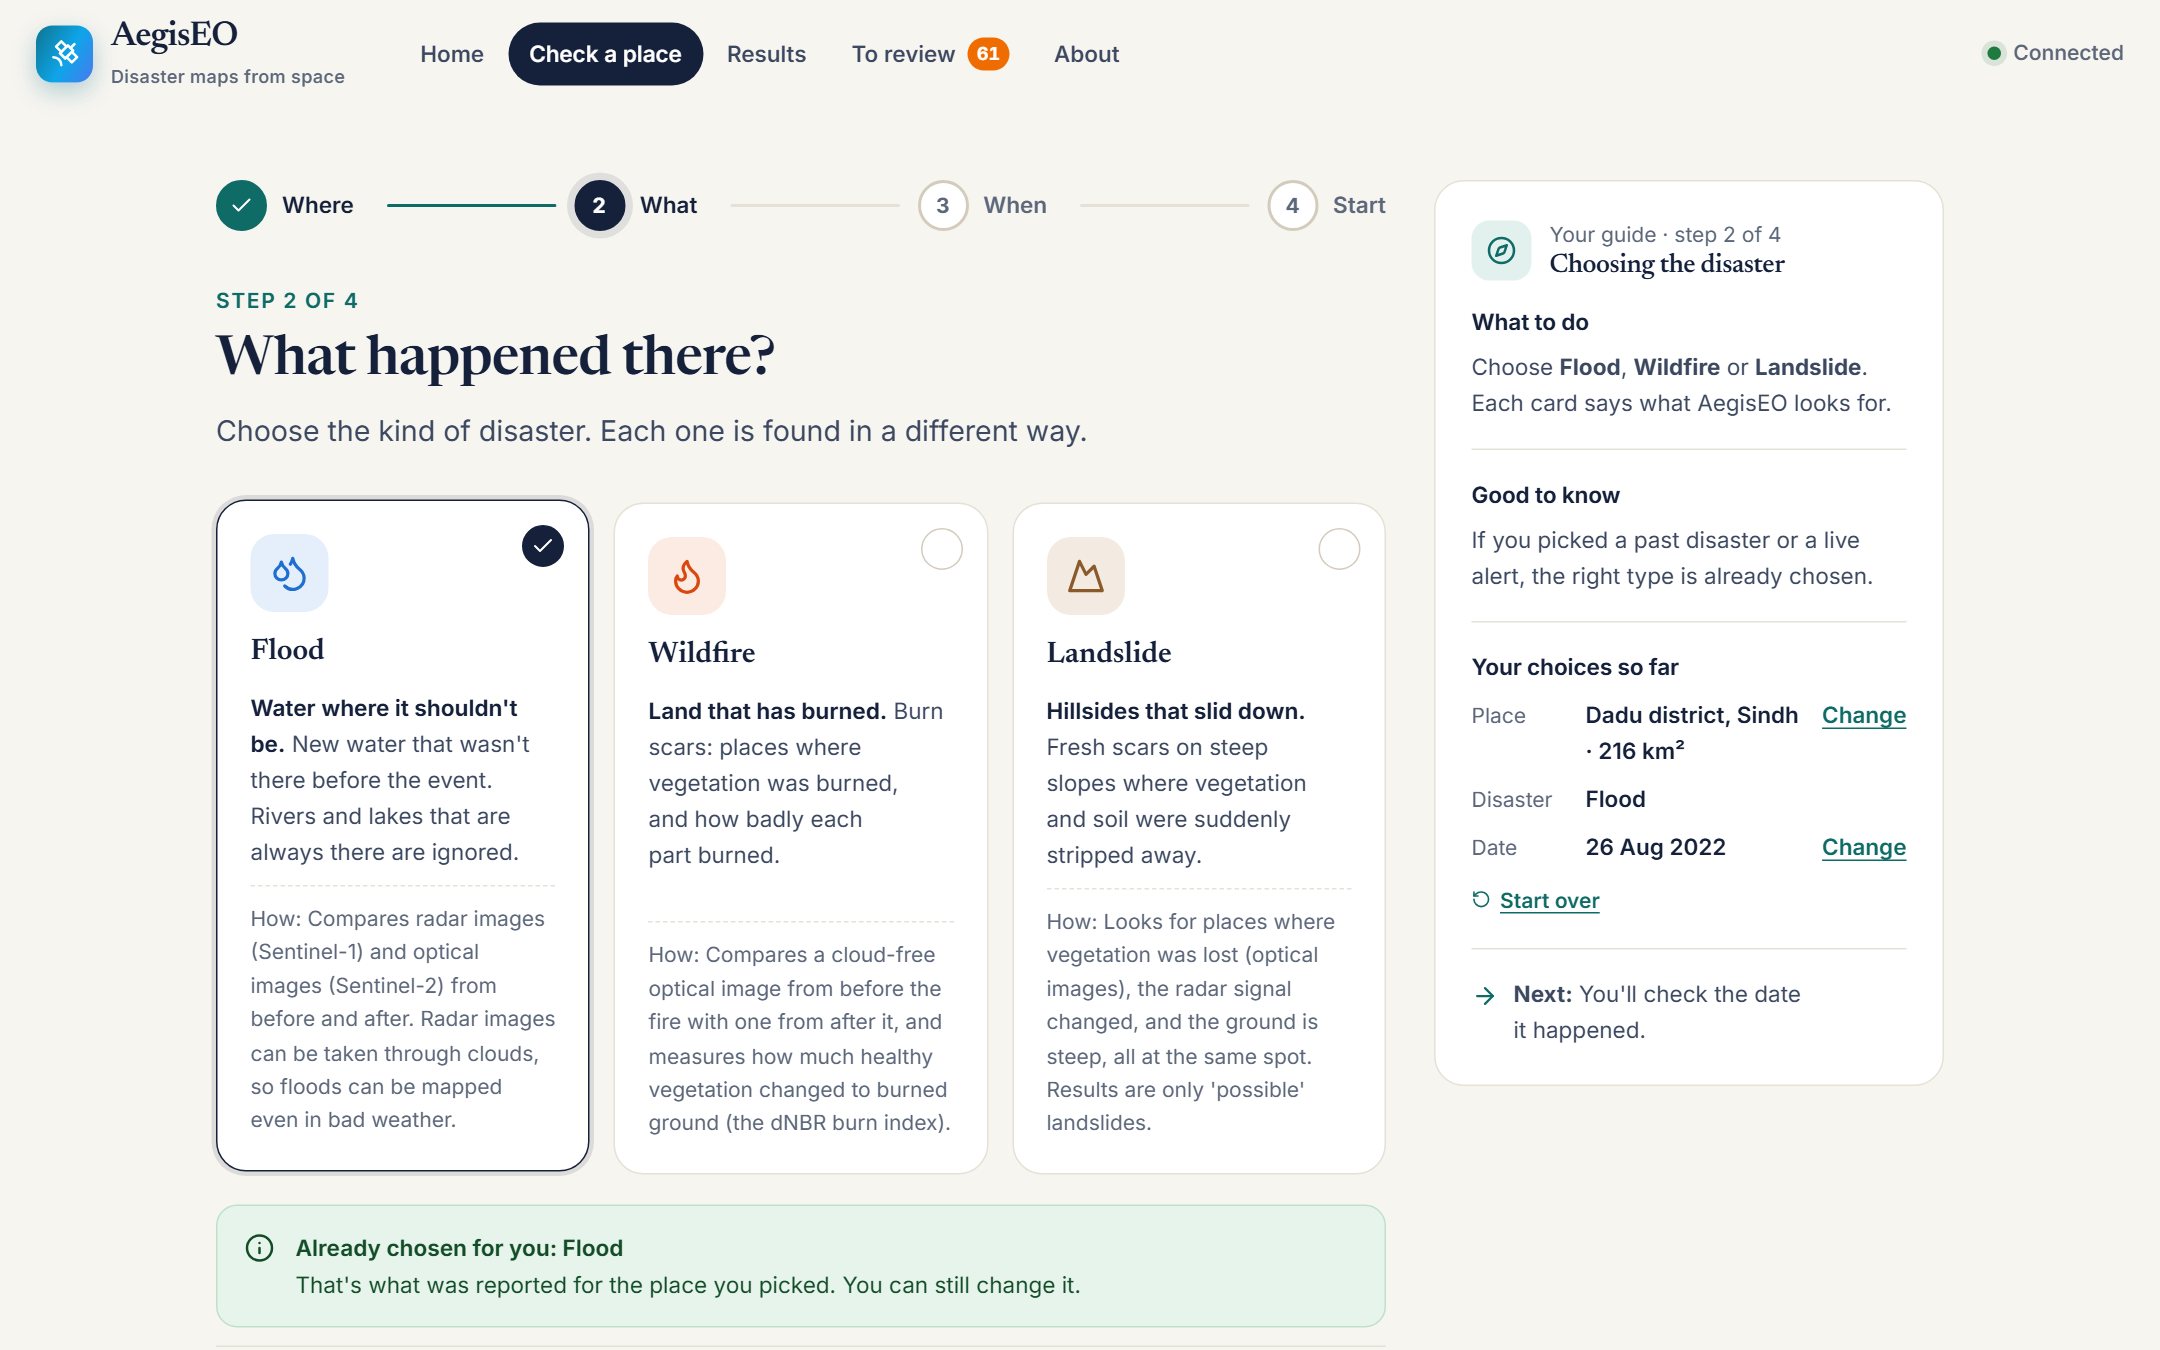 AegisEO
Disaster maps from space
Home
Check a place
Results
To review 61
About
Connected
Where
2 What
3 When
4 Start
STEP 2 OF 4
What happened there?
Choose the kind of disaster. Each one is found in a different way.
Flood
Water where it shouldn't
be. New water that wasn't
there before the event.
Rivers and lakes that are
always there are ignored.
How: Compares radar images
(Sentinel-1) and optical
images (Sentinel-2) from
before and after. Radar images
can be taken through clouds,
so floods can be mapped
even in bad weather.
Wildfire
Land that has burned. Burn
scars: places where
vegetation was burned,
and how badly each
part burned.
How: Compares a cloud-free
optical image from before the
fire with one from after it, and
measures how much healthy
vegetation changed to burned
ground (the dNBR burn index).
Landslide
Hillsides that slid down.
Fresh scars on steep
slopes where vegetation
and soil were suddenly
stripped away.
How: Looks for places where
vegetation was lost (optical
images), the radar signal
changed, and the ground is
steep, all at the same spot.
Results are only 'possible'
landslides.
Already chosen for you: Flood
That's what was reported for the place you picked. You can still change it.
Your guide · step 2 of 4
Choosing the disaster
What to do
Choose Flood, Wildfire or Landslide.
Each card says what AegisEO looks for.
Good to know
If you picked a past disaster or a live
alert, the right type is already chosen.
Your choices so far
Place Dadu district, Sindh Change
· 216 km²
Disaster Flood
Date 26 Aug 2022 Change
Start over
Next: You'll check the date
it happened.